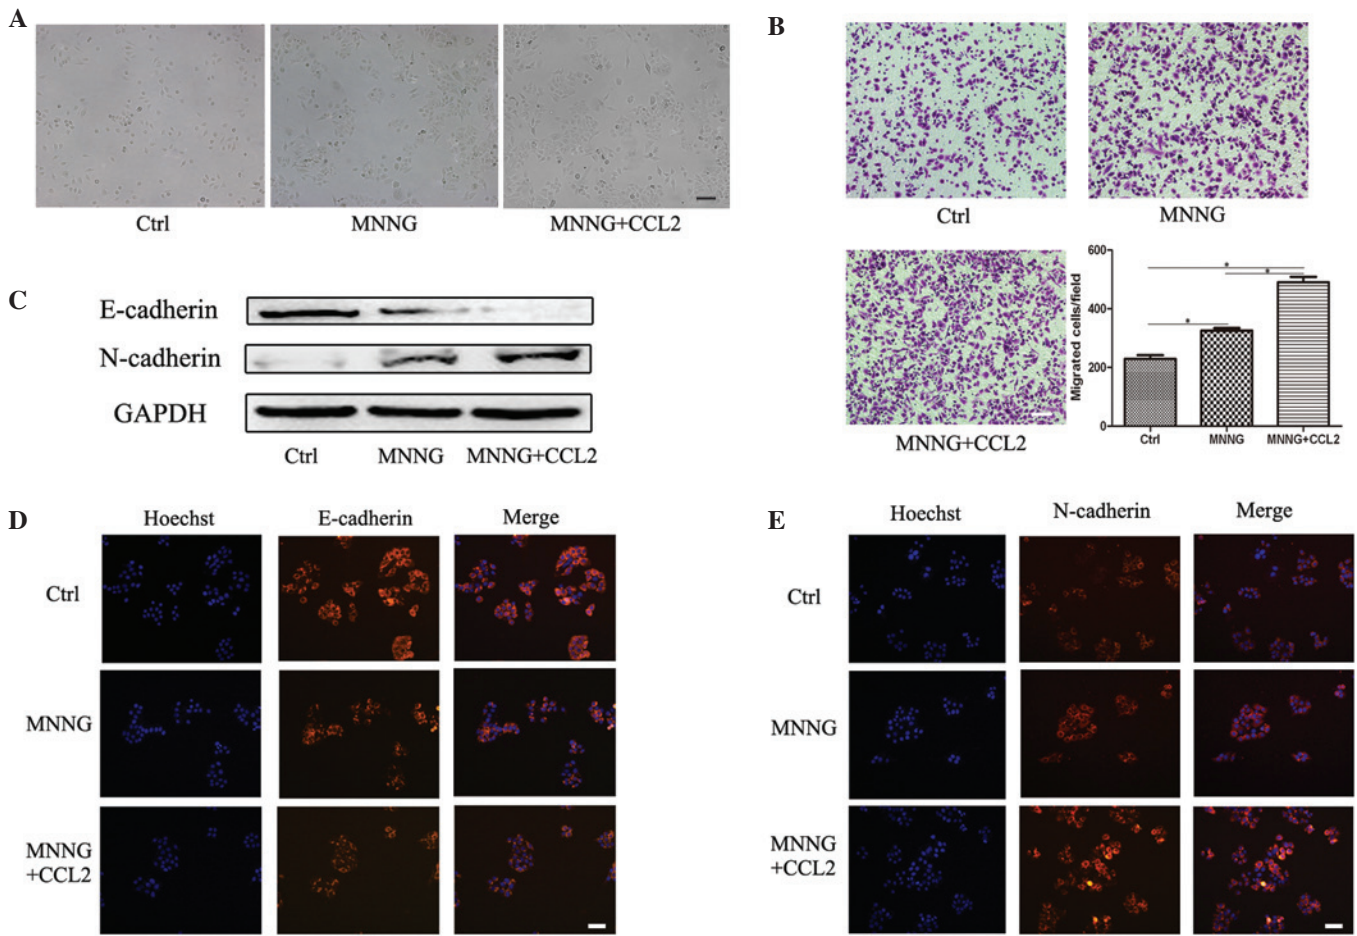 A
Ctrl
MNNG
MNNG+CCL2
B
Ctrl
MNNG
MNNG+CCL2
Migrated cells/field
600
400
200
0
*
*
*
Ctrl
MNNG
MNNG+CCL2
C
E-cadherin
N-cadherin
GAPDH
Ctrl
MNNG
MNNG+CCL2
D
Hoechst
E-cadherin
Merge
Ctrl
MNNG
MNNG
+CCL2
E
Hoechst
N-cadherin
Merge
Ctrl
MNNG
MNNG
+CCL2